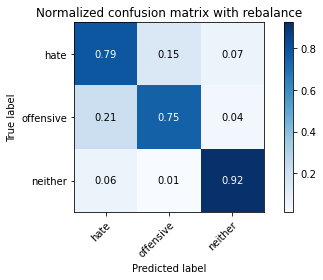 Normalized confusion matrix with rebalance
True label
hate
0.79 0.15 0.07
offensive
0.21 0.75 0.04
neither
0.06 0.01 0.92
hate offensive neither
Predicted label
0.8
0.6
0.4
0.2